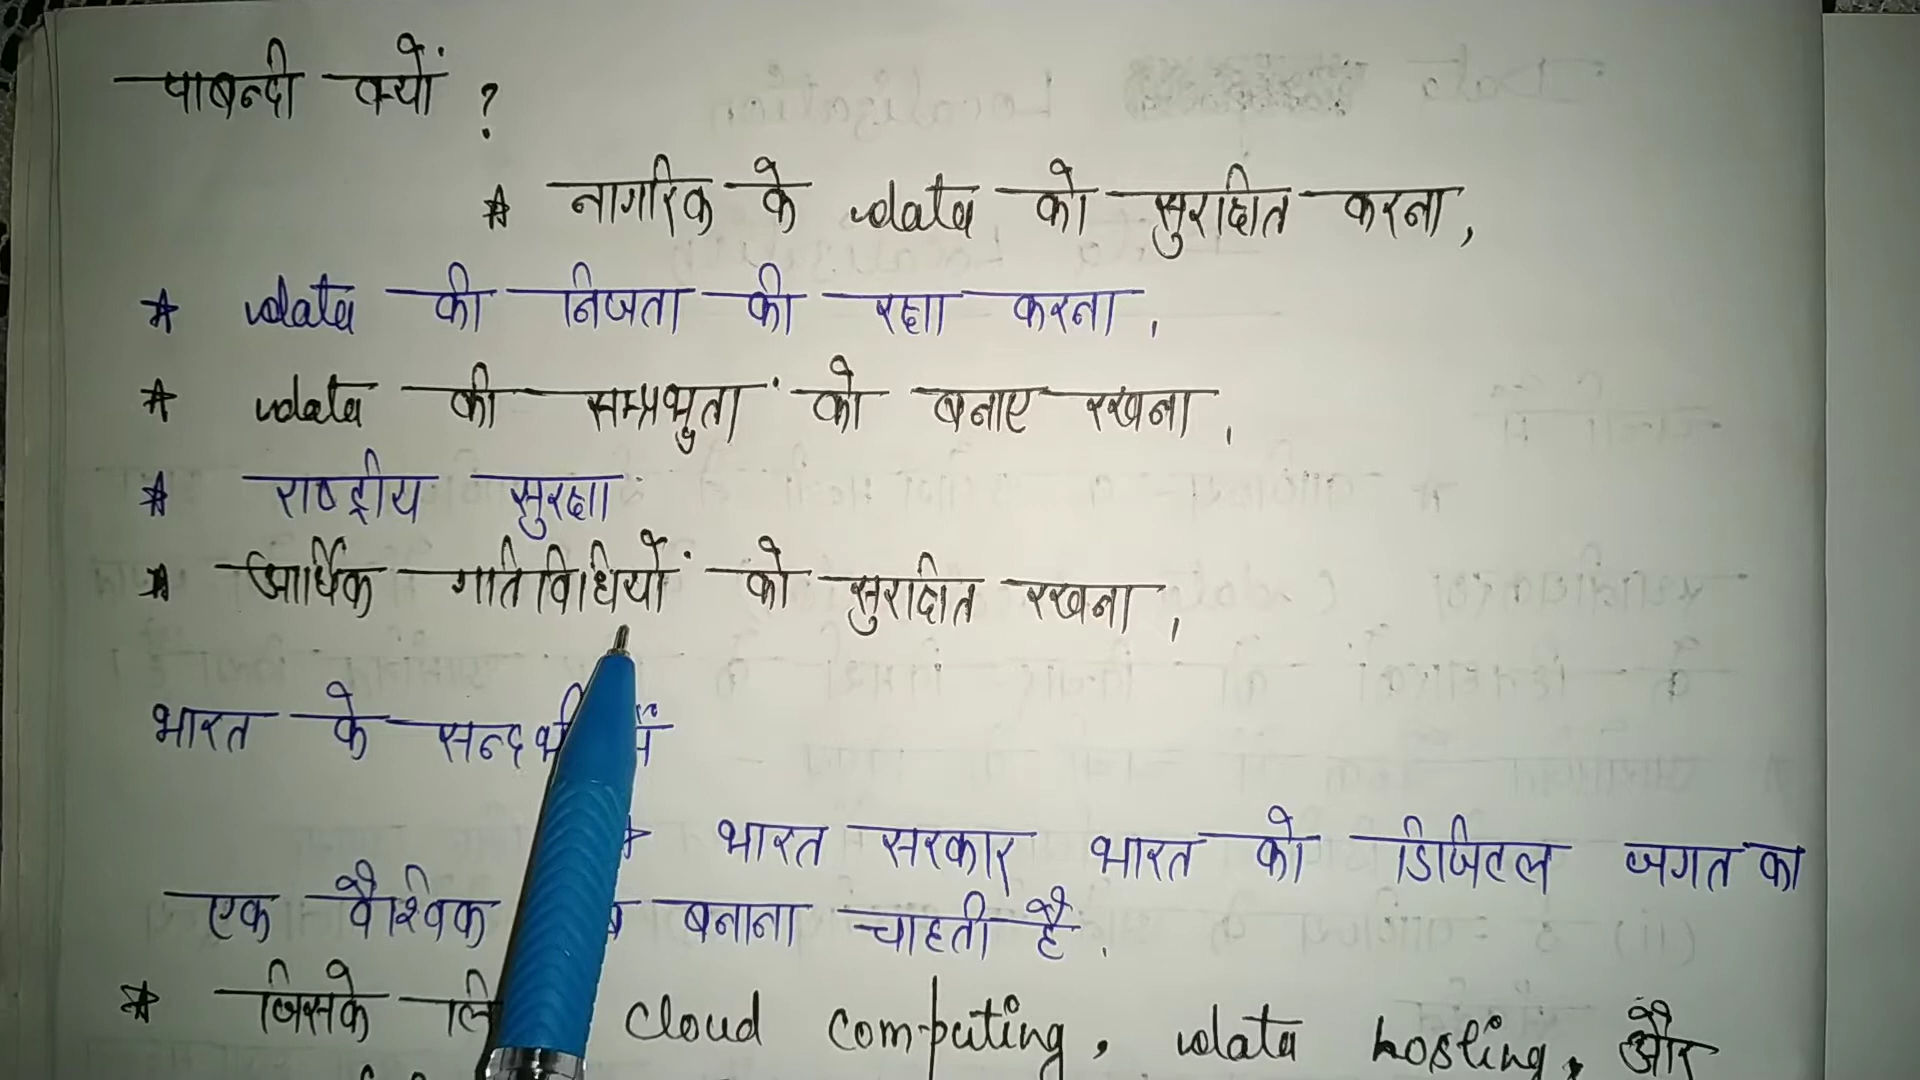 पाबन्दी क्यों ?
* नागरिक के data को सुरक्षित करना,
* data की निजता की रक्षा करना,
* data की सम्प्रभुता को बनाए रखना,
* राष्ट्रीय सुरक्षा
* आर्थिक गतिविधियों को सुरक्षित रखना,
भारत के सन्दर्भ में
* भारत सरकार भारत को डिजिटल जगत का
एक वैश्विक बनाना चाहती है.
* जिसके cloud computing, data hosting, और